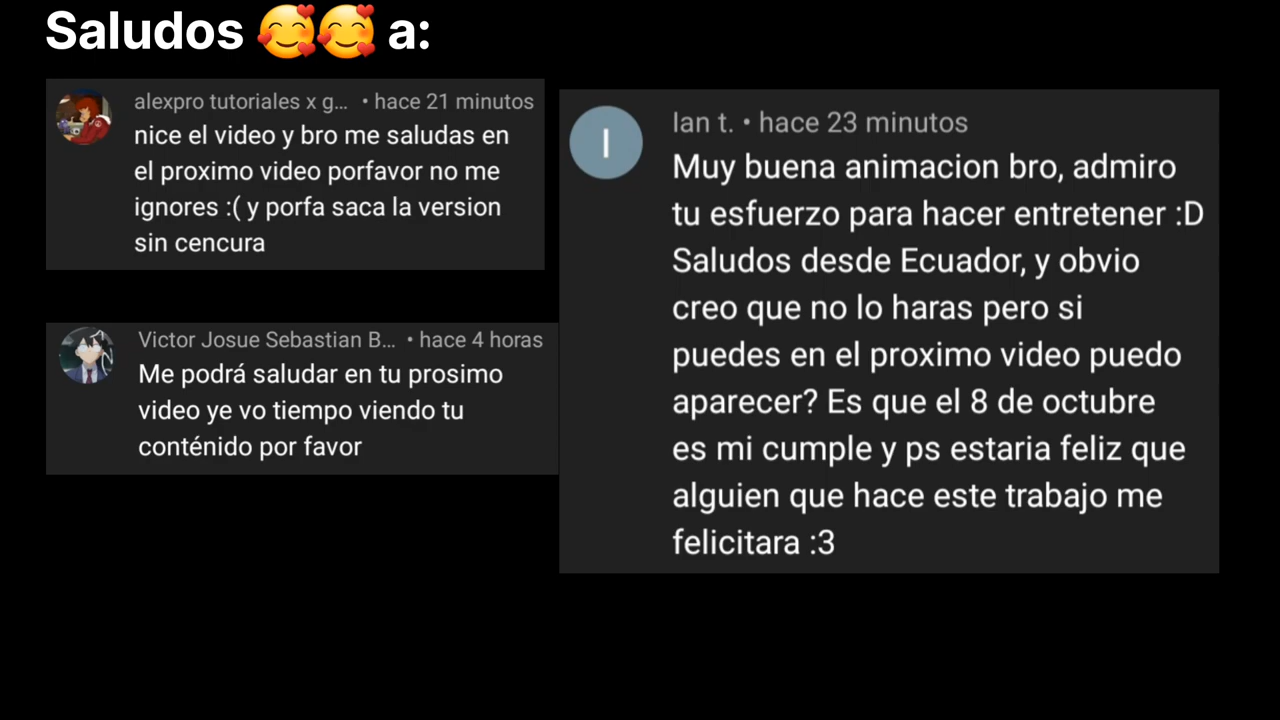 Saludos 🥰🥰 a:
alexpro tutoriales x g... • hace 21 minutos
nice el video y bro me saludas en
el proximo video porfavor no me
ignores :( y porfa saca la version
sin cencura
Victor Josue Sebastian B... • hace 4 horas
Me podrá saludar en tu prosimo
video ye vo tiempo viendo tu
conténido por favor
I
Ian t. • hace 23 minutos
Muy buena animacion bro, admiro
tu esfuerzo para hacer entretener :D
Saludos desde Ecuador, y obvio
creo que no lo haras pero si
puedes en el proximo video puedo
aparecer? Es que el 8 de octubre
es mi cumple y ps estaria feliz que
alguien que hace este trabajo me
felicitara :3